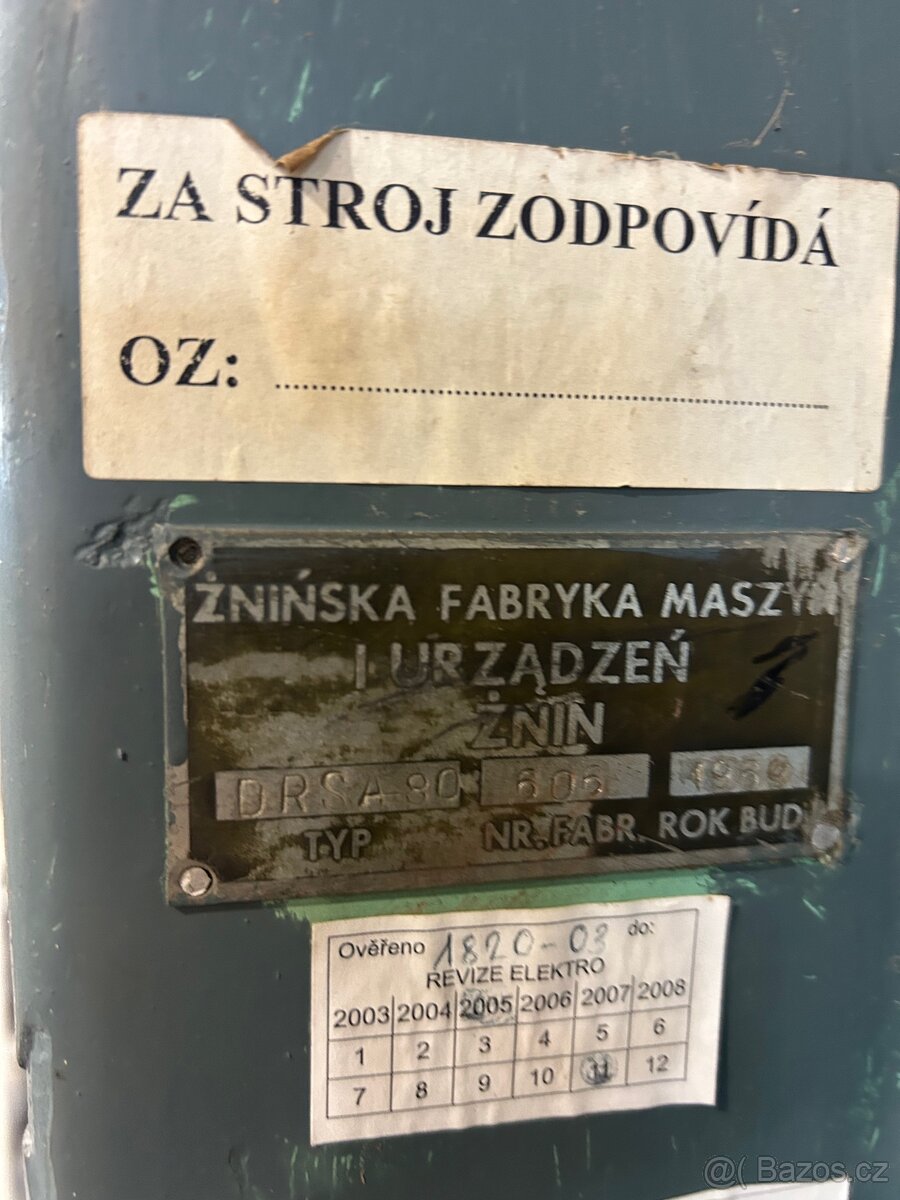 ZA STROJ ZODPOVÍDÁ
OZ:
ŻNIŃSKA FABRYKA MASZYN
I URZĄDZEŃ
ŻNIN
DRSA 80 606
TYP NR. FABR. ROK BUD
Ověřeno 1820-03 do:
REVIZE ELEKTRO
2003 2004 2005 2006 2007 2008
1 2 3 4 5 6
7 8 9 10 11 12
@( Bazos.cz